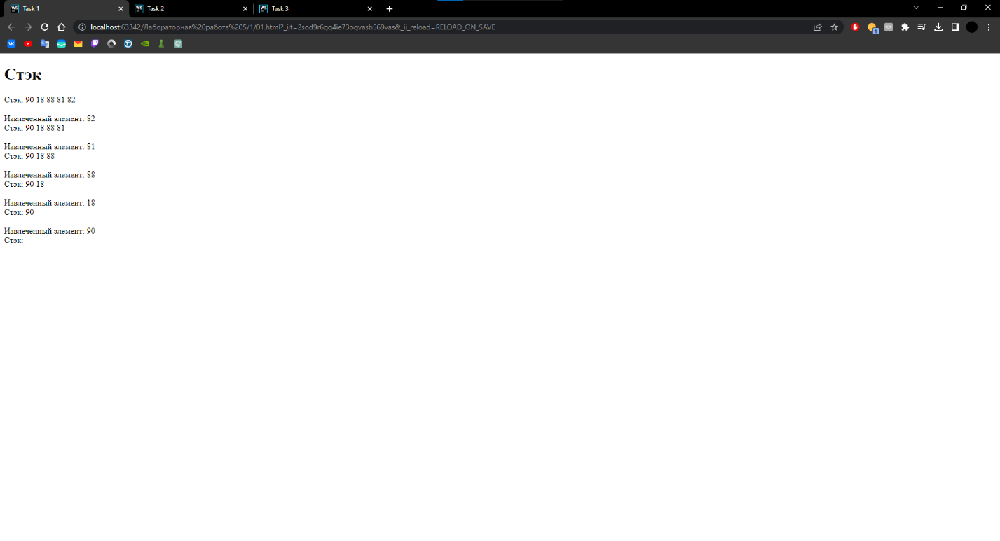 Task 1
Task 2
Task 3
localhost:63342//Лабораторная%20работа%205/1/01.html?_ijt=2sod9r6gq4ie73ogvasb569vas&_ij_reload=RELOAD_ON_SAVE
1
Стэк
Стэк: 90 18 88 81 82
Извлеченный элемент: 82
Стэк: 90 18 88 81
Извлеченный элемент: 81
Стэк: 90 18 88
Извлеченный элемент: 88
Стэк: 90 18
Извлеченный элемент: 18
Стэк: 90
Извлеченный элемент: 90
Стэк: